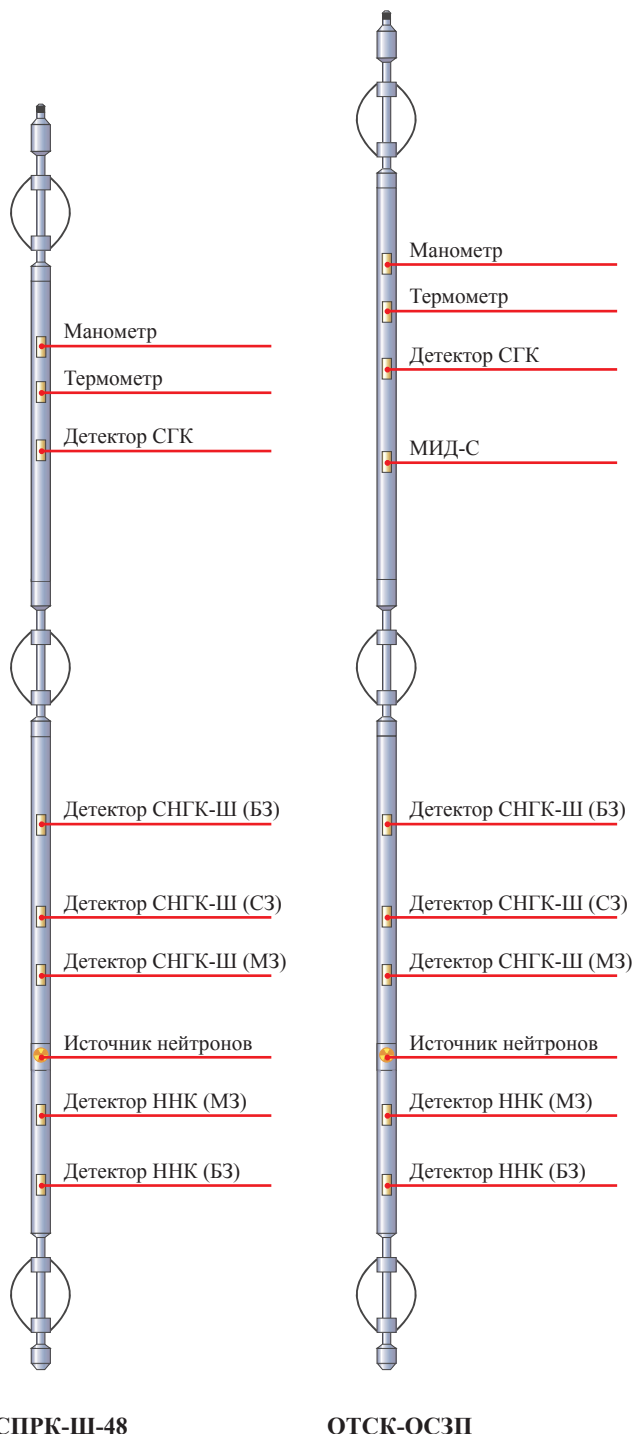 Манометр
Термометр
Детектор СГК
Детектор СНГК-Ш (БЗ)
Детектор СНГК-Ш (СЗ)
Детектор СНГК-Ш (МЗ)
Источник нейтронов
Детектор ННК (МЗ)
Детектор ННК (БЗ)
СПРК-Ш-48
Манометр
Термометр
Детектор СГК
МИД-С
Детектор СНГК-Ш (БЗ)
Детектор СНГК-Ш (СЗ)
Детектор СНГК-Ш (МЗ)
Источник нейтронов
Детектор ННК (МЗ)
Детектор ННК (БЗ)
ОТСК-ОСЗП